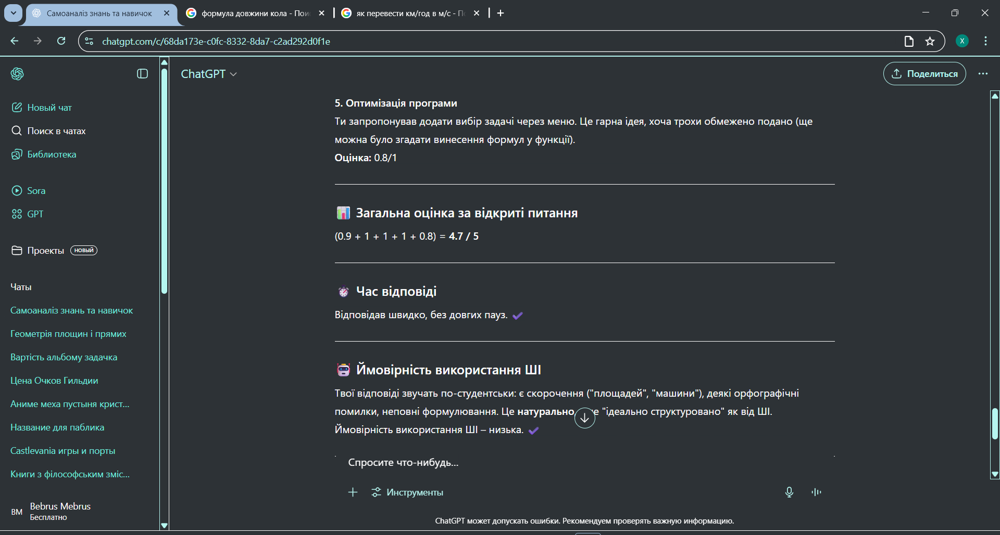 Самоаналіз знань та навичок
формула довжини кола - Пои
як перевести км/год в м/с - По
chatgpt.com/c/68da173e-c0fc-8332-8da7-c2ad292d0f1e
X
ChatGPT
Поделиться
Новый чат
Поиск в чатах
Библиотека
Sora
GPT
Проекты
НОВЫЙ
Чаты
Самоаналіз знань та навичок
Геометрія площин і прямих
Вартість альбому задачка
Цена Очков Гильдии
Аниме меха пустыня крист...
Название для паблика
Castlevania игры и порты
Книги з філософським зміс...
BM
Bebrus Mebrus
Бесплатно
5. Оптимізація програми
Ти запропонував додати вибір задачі через меню. Це гарна ідея, хоча трохи обмежено подано (ще
можна було згадати винесення формул у функції).
Оцінка: 0.8/1
Загальна оцінка за відкриті питання
(0.9 + 1 + 1 + 1 + 0.8) = 4.7 / 5
Час відповіді
Відповідав швидко, без довгих пауз.
Ймовірність використання ШІ
Твої відповіді звучать по-студентськи: є скорочення ("площадей", "машини"), деякі орфографічні
помилки, неповні формулювання. Це натурально, "ідеально структуровано" як від ШІ.
Ймовірність використання ШІ – низька.
Спросите что-нибудь...
Инструменты
ChatGPT может допускать ошибки. Рекомендуем проверять важную информацию.